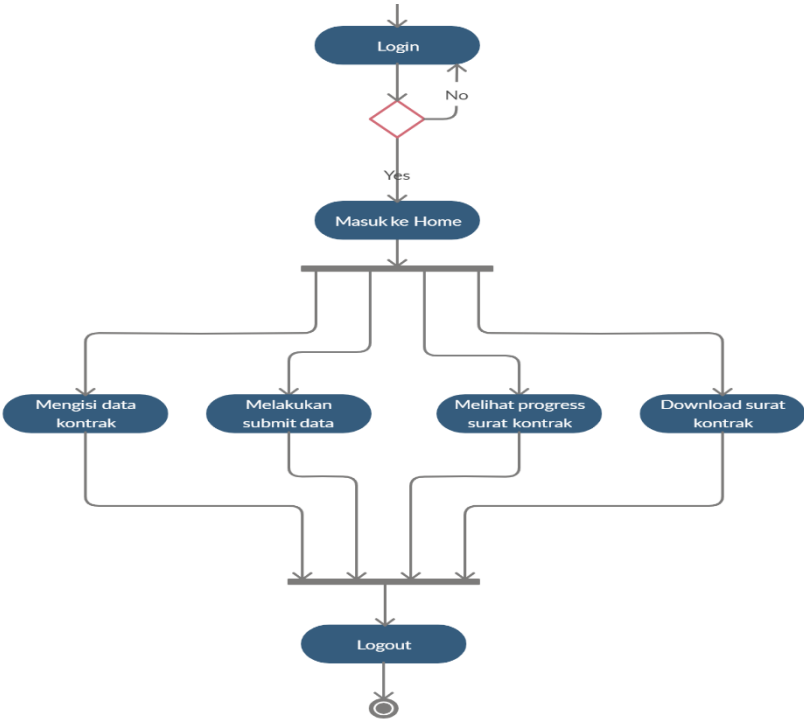 Login
No
Yes
Masuk ke Home
Mengisi data
kontrak
Melakukan
submit data
Melihat progress
surat kontrak
Download surat
kontrak
Logout